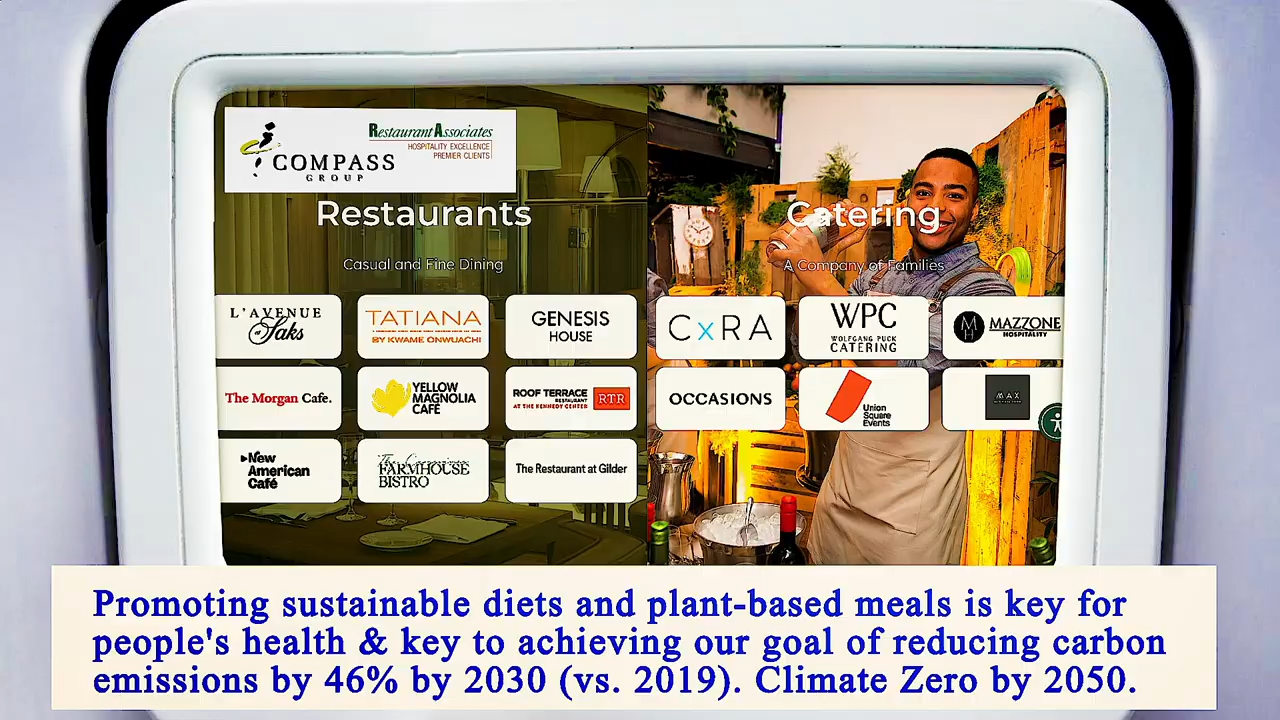 COMPASS
GROUP
Restaurant Associates
HOSPITALITY EXCELLENCE
PREMIER CLIENTS
Restaurants
Casual and Fine Dining
L'AVENUE
Saks
TATIANA
BY KWAME ONWUACHI
GENESIS
HOUSE
The Morgan Cafe.
YELLOW
MAGNOLIA
CAFÉ
ROOF TERRACE
RESTAURANT
AT THE KENNEDY CENTER
RTR
New
American
Café
FARMHOUSE
BISTRO
The Restaurant at Gilder
Catering
A Company of Families
CxRA
WPC
WOLFGANG PUCK
CATERING
MH
MAZZONE
HOSPITALITY
OCCASIONS
Union
Square
Events
MAX
Promoting sustainable diets and plant-based meals is key for
people's health & key to achieving our goal of reducing carbon
emissions by 46% by 2030 (vs. 2019). Climate Zero by 2050.